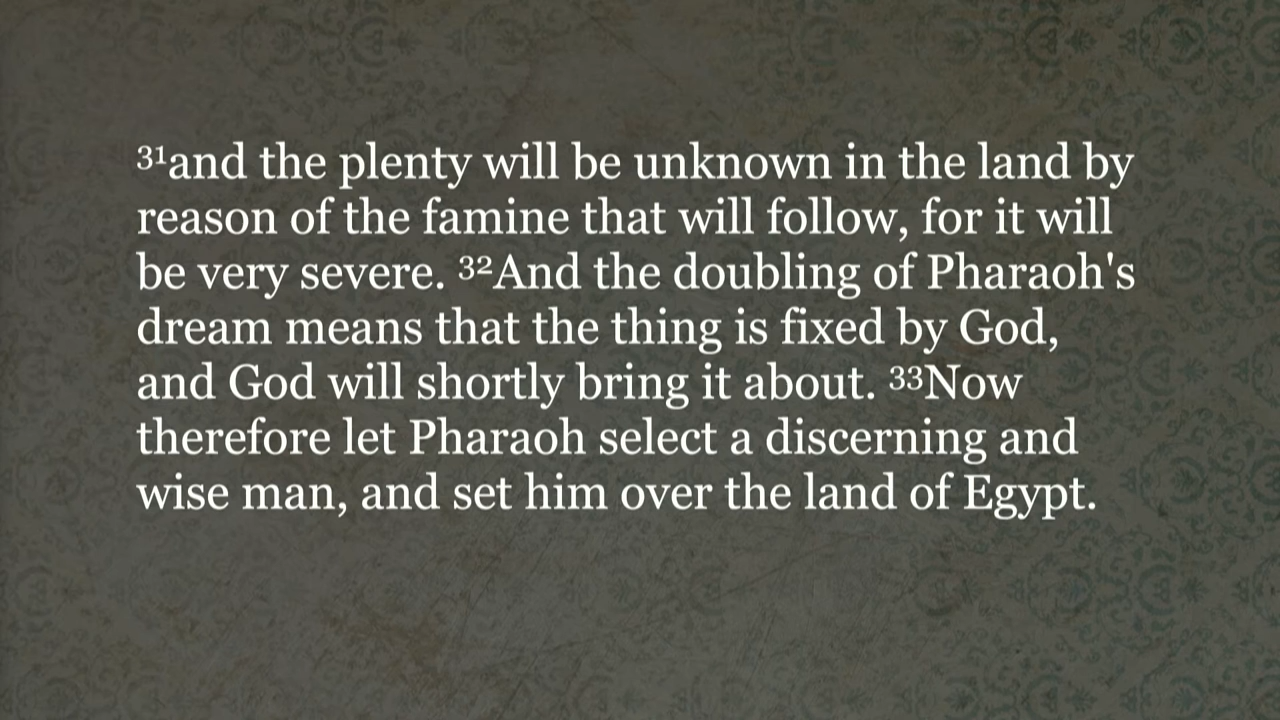 ³¹and the plenty will be unknown in the land by
reason of the famine that will follow, for it will
be very severe. ³²And the doubling of Pharaoh's
dream means that the thing is fixed by God,
and God will shortly bring it about. ³³Now
therefore let Pharaoh select a discerning and
wise man, and set him over the land of Egypt.